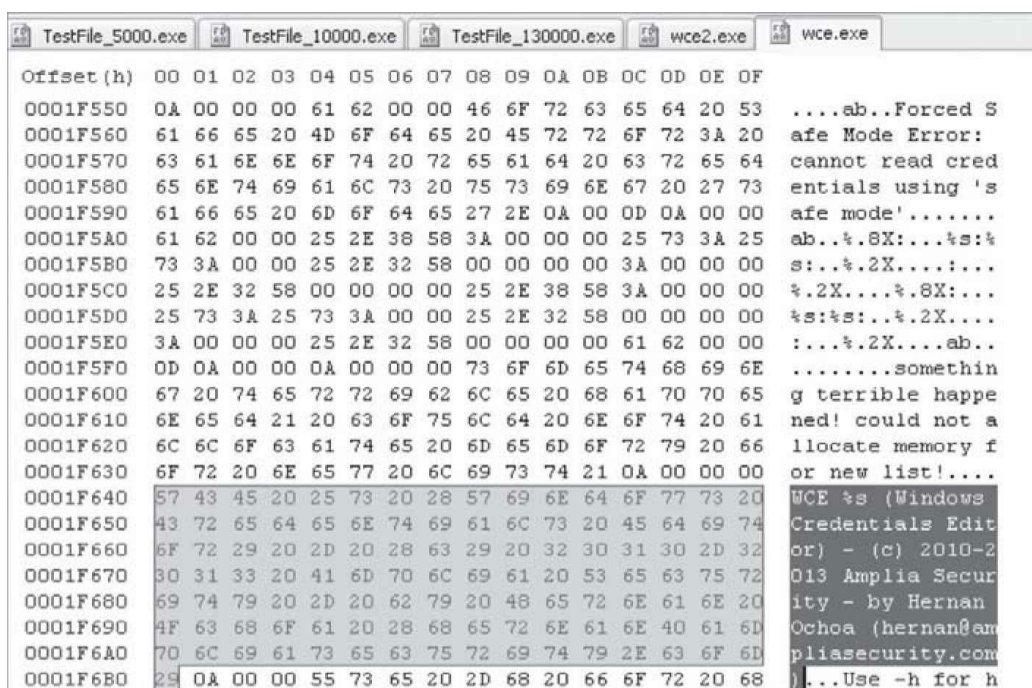 TestFile_5000.exe TestFile_10000.exe TestFile_130000.exe wce2.exe wce.exe
Offset(h) 00 01 02 03 04 05 06 07 08 09 0A 0B 0C 0D 0E 0F
0001F550 0A 00 00 00 61 62 00 00 46 6F 72 63 65 64 20 53 ....ab..Forced S
0001F560 61 66 65 20 4D 6F 64 65 20 45 72 72 6F 72 3A 20 afe Mode Error:
0001F570 63 61 6E 6E 6F 74 20 72 65 61 64 20 63 72 65 64 cannot read cred
0001F580 65 6E 74 69 61 6C 73 20 75 73 69 6E 67 20 27 73 entials using 's
0001F590 61 66 65 20 6D 6F 64 65 27 2E 0A 00 0D 0A 00 00 afe mode'.......
0001F5A0 61 62 00 00 25 2E 38 58 3A 00 00 00 25 73 3A 25 ab..%.8X:...%s:%
0001F5B0 73 3A 00 00 25 2E 32 58 00 00 00 00 3A 00 00 00 s:..%.2X....:...
0001F5C0 25 2E 32 58 00 00 00 00 25 2E 38 58 3A 00 00 00 %.2X....%.8X:...
0001F5D0 25 73 3A 25 73 3A 00 00 25 2E 32 58 00 00 00 00 %s:%s:..%.2X....
0001F5E0 3A 00 00 00 25 2E 32 58 00 00 00 00 61 62 00 00 :...%.2X....ab..
0001F5F0 0D 0A 00 00 0A 00 00 00 73 6F 6D 65 74 68 69 6E ........somethin
0001F600 67 20 74 65 72 72 69 62 6C 65 20 68 61 70 70 65 g terrible happe
0001F610 6E 65 64 21 20 63 6F 75 6C 64 20 6E 6F 74 20 61 ned! could not a
0001F620 6C 6C 6F 63 61 74 65 20 6D 65 6D 6F 72 79 20 66 llocate memory f
0001F630 6F 72 20 6E 65 77 20 6C 69 73 74 21 0A 00 00 00 or new list!....
0001F640 57 43 45 20 25 73 20 28 57 69 6E 64 6F 77 73 20 WCE %s (Windows
0001F650 43 72 65 64 65 6E 74 69 61 6C 73 20 45 64 69 74 Credentials Edit
0001F660 6F 72 29 20 2D 20 28 63 29 20 32 30 31 30 2D 32 or) - (c) 2010-2
0001F670 30 31 33 20 41 6D 70 6C 69 61 20 53 65 63 75 72 013 Amplia Secur
0001F680 69 74 79 20 2D 20 62 79 20 48 65 72 6E 61 6E 20 ity - by Hernan
0001F690 4F 63 68 6F 61 20 28 68 65 72 6E 61 6E 40 61 6D Ochoa (hernan@am
0001F6A0 70 6C 69 61 73 65 63 75 72 69 74 79 2E 63 6F 6D pliasecurity.com
0001F6B0 29 0A 00 00 55 73 65 20 2D 68 20 66 6F 72 20 68 )...Use -h for h